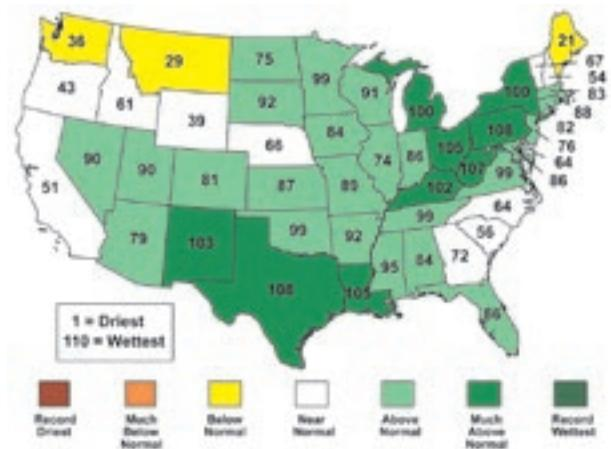 36
29
75
99
21
67
54
83
88
43
61
39
92
91
100
100
82
76
64
86
66
84
105
108
51
90
90
81
87
89
74
86
102
102
99
64
79
103
99
92
99
56
108
105
95
84
72
86
1 = Driest
110 = Wettest
Record
Driest
Much
Below
Normal
Below
Normal
Near
Normal
Above
Normal
Much
Above
Normal
Record
Wettest